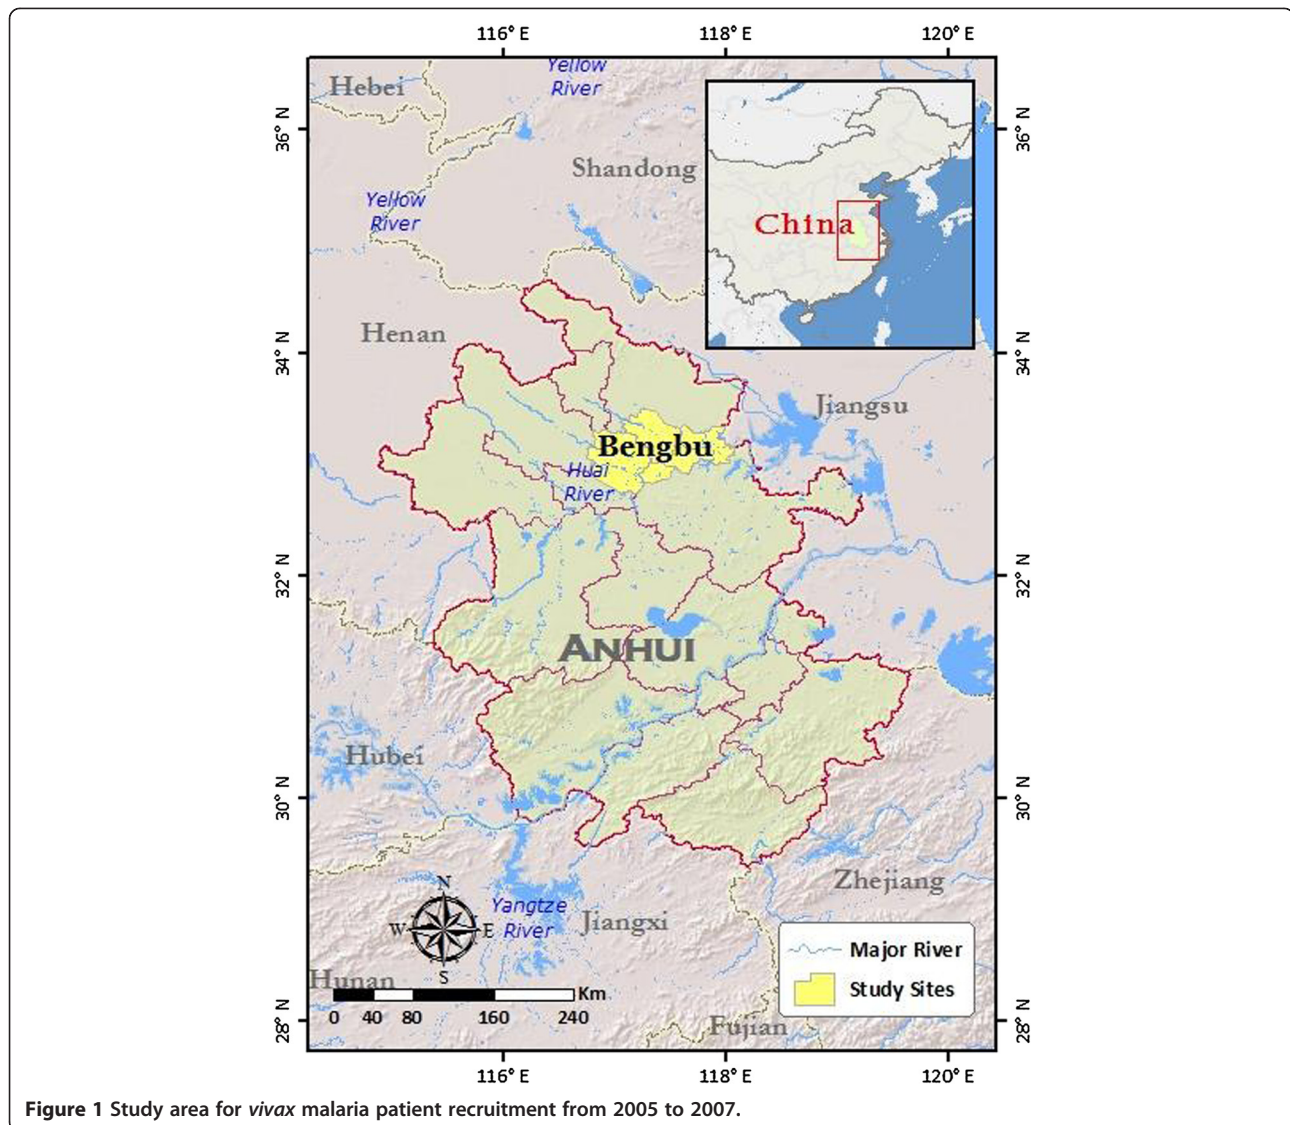 116° E 118° E 120° E
Yellow
River
Hebei
36° N
36° N
Shandong
China
Yellow
River
Henan
34° N
34° N
Jiangsu
Bengbu
Huai
River
32° N
32° N
ANHUI
Hubei
30° N
30° N
Zhejiang
N
W
E
S
Yangtze
River
Jiangxi
Major River
Hunan
Study Sites
Km
0 40 80 160 240
28° N
28° N
Fujian
116° E 118° E 120° E
Figure 1 Study area for vivax malaria patient recruitment from 2005 to 2007.